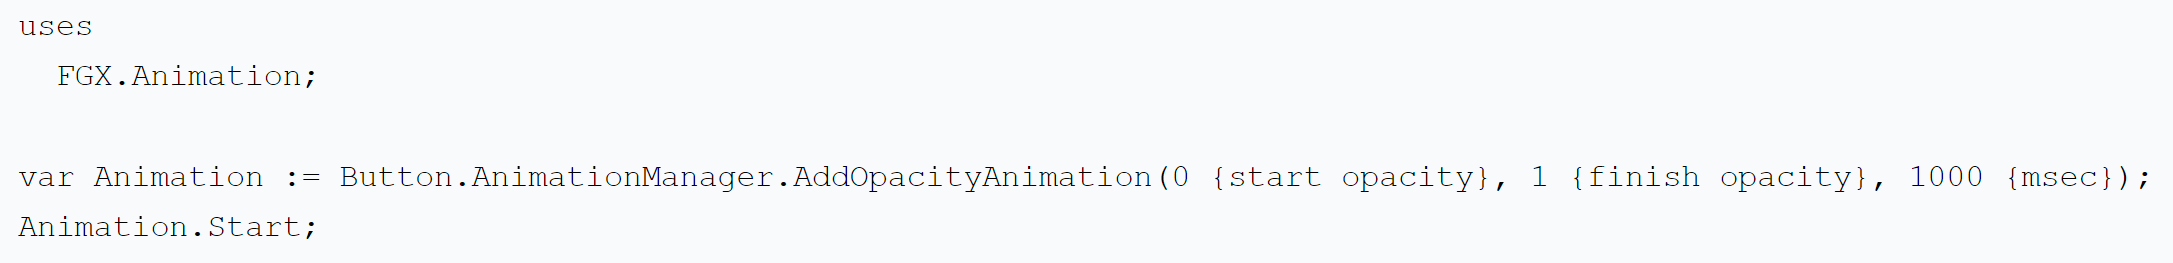 uses
  FGX.Animation;

var Animation := Button.AnimationManager.AddOpacityAnimation(0 {start opacity}, 1 {finish opacity}, 1000 {msec});
Animation.Start;